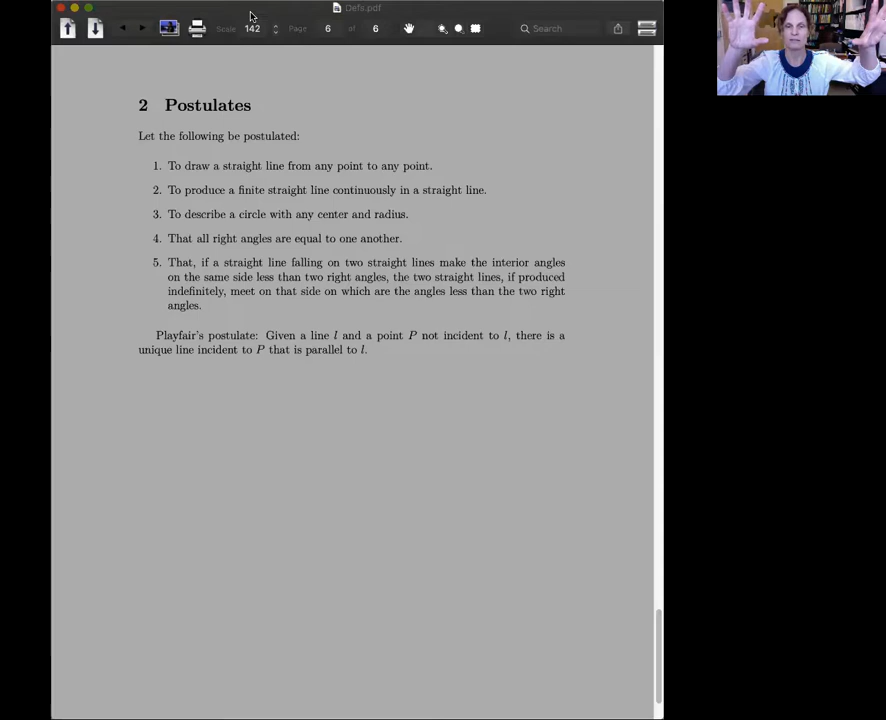 Defs.pdf
Scale 142 Page 6 of 6 Search
2 Postulates
Let the following be postulated:
1. To draw a straight line from any point to any point.
2. To produce a finite straight line continuously in a straight line.
3. To describe a circle with any center and radius.
4. That all right angles are equal to one another.
5. That, if a straight line falling on two straight lines make the interior angles
on the same side less than two right angles, the two straight lines, if produced
indefinitely, meet on that side on which are the angles less than the two right
angles.
Playfair's postulate: Given a line l and a point P not incident to l, there is a
unique line incident to P that is parallel to l.